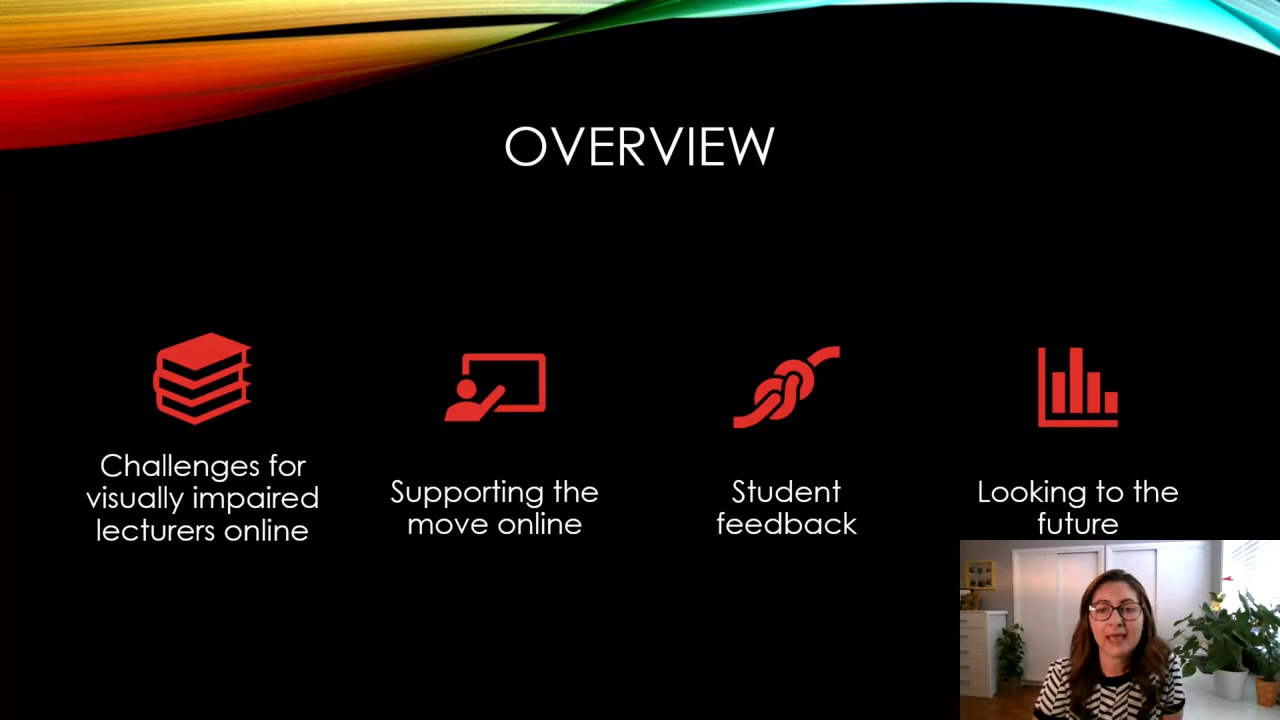 OVERVIEW
Challenges for
visually impaired
lecturers online
Supporting the
move online
Student
feedback
Looking to the
future